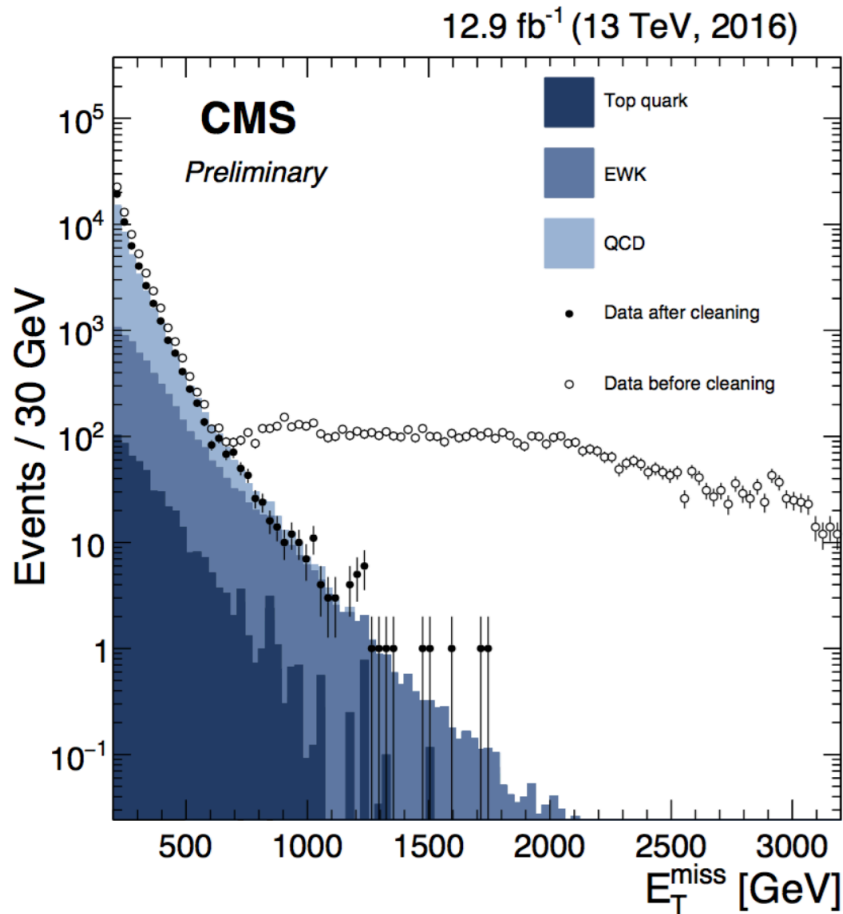 12.9 fb⁻¹ (13 TeV, 2016)
CMS
Preliminary
Top quark
EWK
QCD
Data after cleaning
Data before cleaning
Events / 30 GeV
10⁵
10⁴
10³
10²
10
1
10⁻¹
500 1000 1500 2000 2500 3000
E_T^miss [GeV]